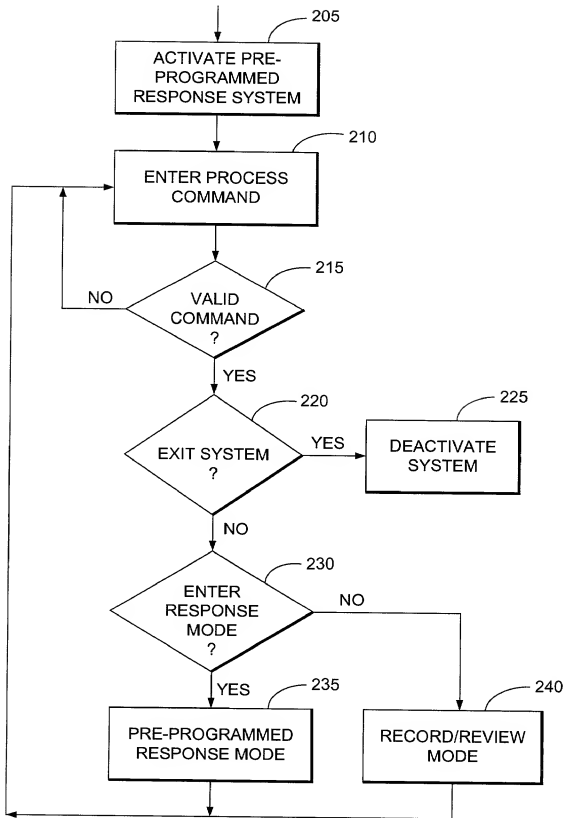 205
ACTIVATE PRE-
PROGRAMMED
RESPONSE SYSTEM
210
ENTER PROCESS
COMMAND
215
NO
VALID
COMMAND
?
YES
220
225
EXIT SYSTEM
?
YES
DEACTIVATE
SYSTEM
NO
230
ENTER
RESPONSE
MODE
?
NO
YES
235
240
PRE-PROGRAMMED
RESPONSE MODE
RECORD/REVIEW
MODE